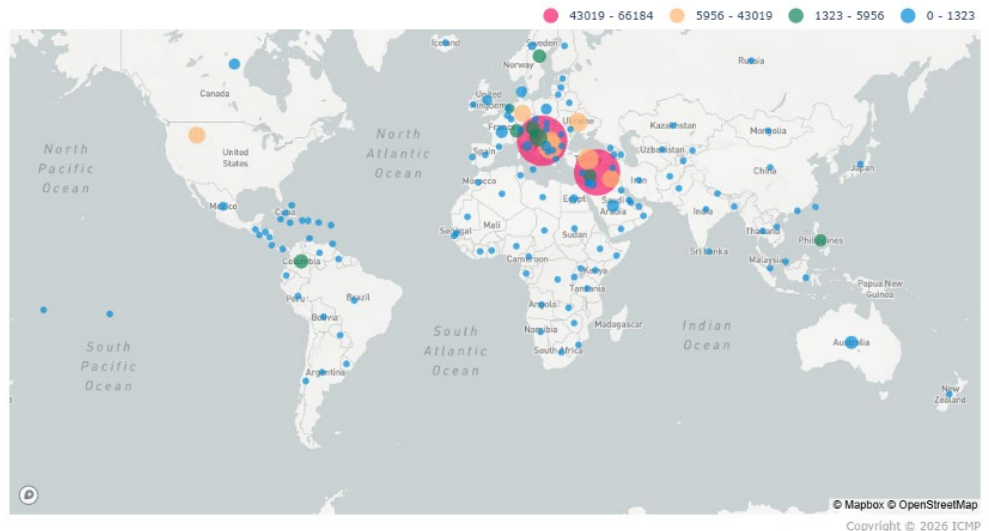 43019 - 66184
5956 - 43019
1323 - 5956
0 - 1323
Iceland
Sweden
Norway
Russia
Canada
United
Kingdom
Ukraine
France
Kazakhstan
Mongolia
North
Pacific
Ocean
United
States
North
Atlantic
Ocean
Spain
Uzbekistan
China
Japan
Morocco
Iran
Mexico
Cuba
Egypt
Saudi
Arabia
India
Mali
Senegal
Sudan
Thailand
Philippines
Sri Lanka
Cameroon
Colombia
Malaysia
Kenya
Papua New
Guinea
Tanzania
Peru
Brazil
Angola
Bolivia
Madagascar
Namibia
South
Pacific
Ocean
South
Atlantic
Ocean
Indian
Ocean
South Africa
Australia
Argentina
New
Zealand
© Mapbox © OpenStreetMap
Copyright © 2026 ICMP